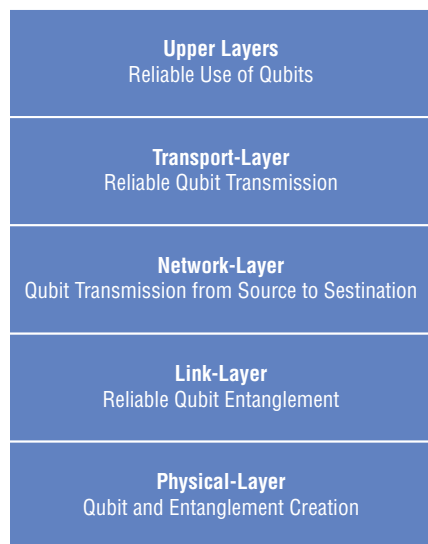 Upper Layers
Reliable Use of Qubits
Transport-Layer
Reliable Qubit Transmission
Network-Layer
Qubit Transmission from Source to Sestination
Link-Layer
Reliable Qubit Entanglement
Physical-Layer
Qubit and Entanglement Creation